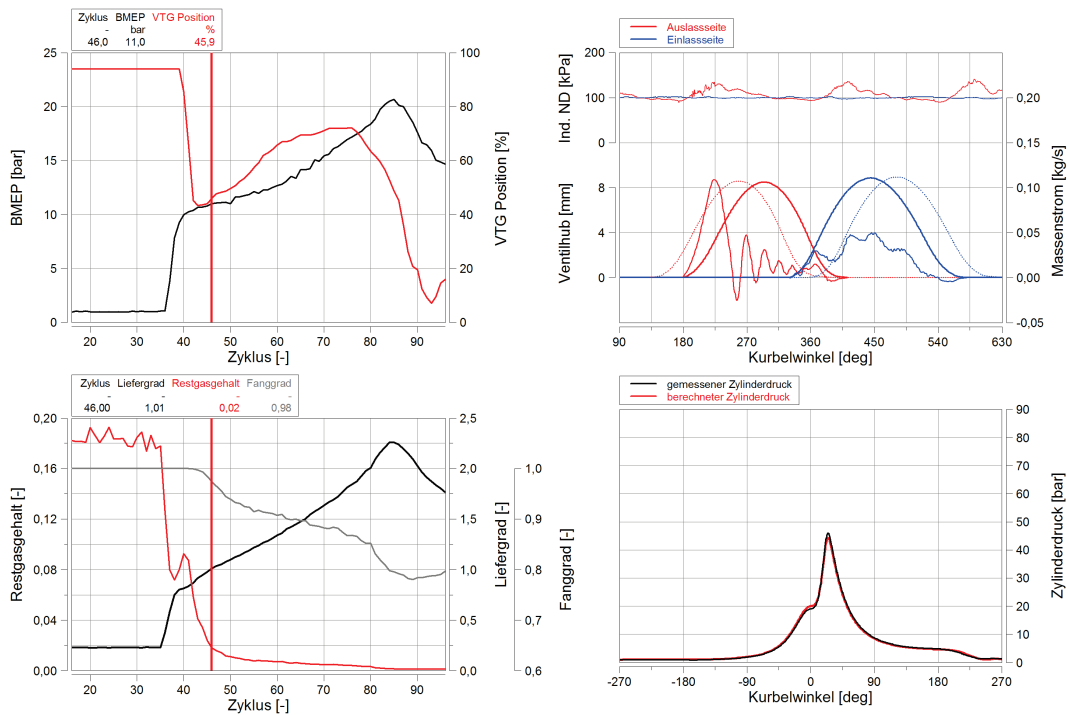 Zyklus BMEP VTG Position
- bar %
46,0 11,0 45,9
25
20
15
10
5
0
BMEP [bar]
100
80
60
40
20
0
VTG Position [%]
20 30 40 50 60 70 80 90
Zyklus [-]
Auslassseite
Einlassseite
200
100
0
Ind. ND [kPa]
8
4
0
Ventilhub [mm]
0,20
0,15
0,10
0,05
0,00
-0,05
Massenstrom [kg/s]
90 180 270 360 450 540 630
Kurbelwinkel [deg]
Zyklus Liefergrad Restgasgehalt Fanggrad
- - - -
46,00 1,01 0,02 0,98
0,20
0,16
0,12
0,08
0,04
0,00
Restgasgehalt [-]
2,5
2,0
1,5
1,0
0,5
0,0
Liefergrad [-]
1,0
0,9
0,8
0,7
0,6
Fanggrad [-]
20 30 40 50 60 70 80 90
Zyklus [-]
gemessener Zylinderdruck
berechneter Zylinderdruck
90
80
70
60
50
40
30
20
10
0
Zylinderdruck [bar]
-270 -180 -90 0 90 180 270
Kurbelwinkel [deg]